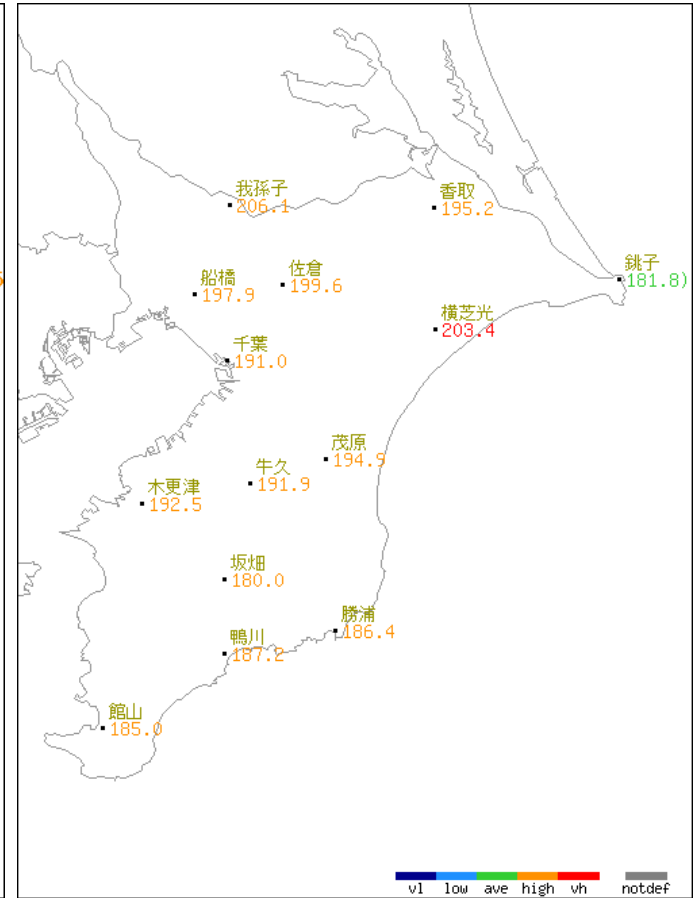 我孫子
206.1
香取
195.2
銚子
181.8)
船橋
197.9
佐倉
199.6
横芝光
203.4
千葉
191.0
茂原
194.9
牛久
191.9
木更津
192.5
坂畑
180.0
勝浦
186.4
鴨川
187.2
館山
185.0
vl low ave high vh notdef